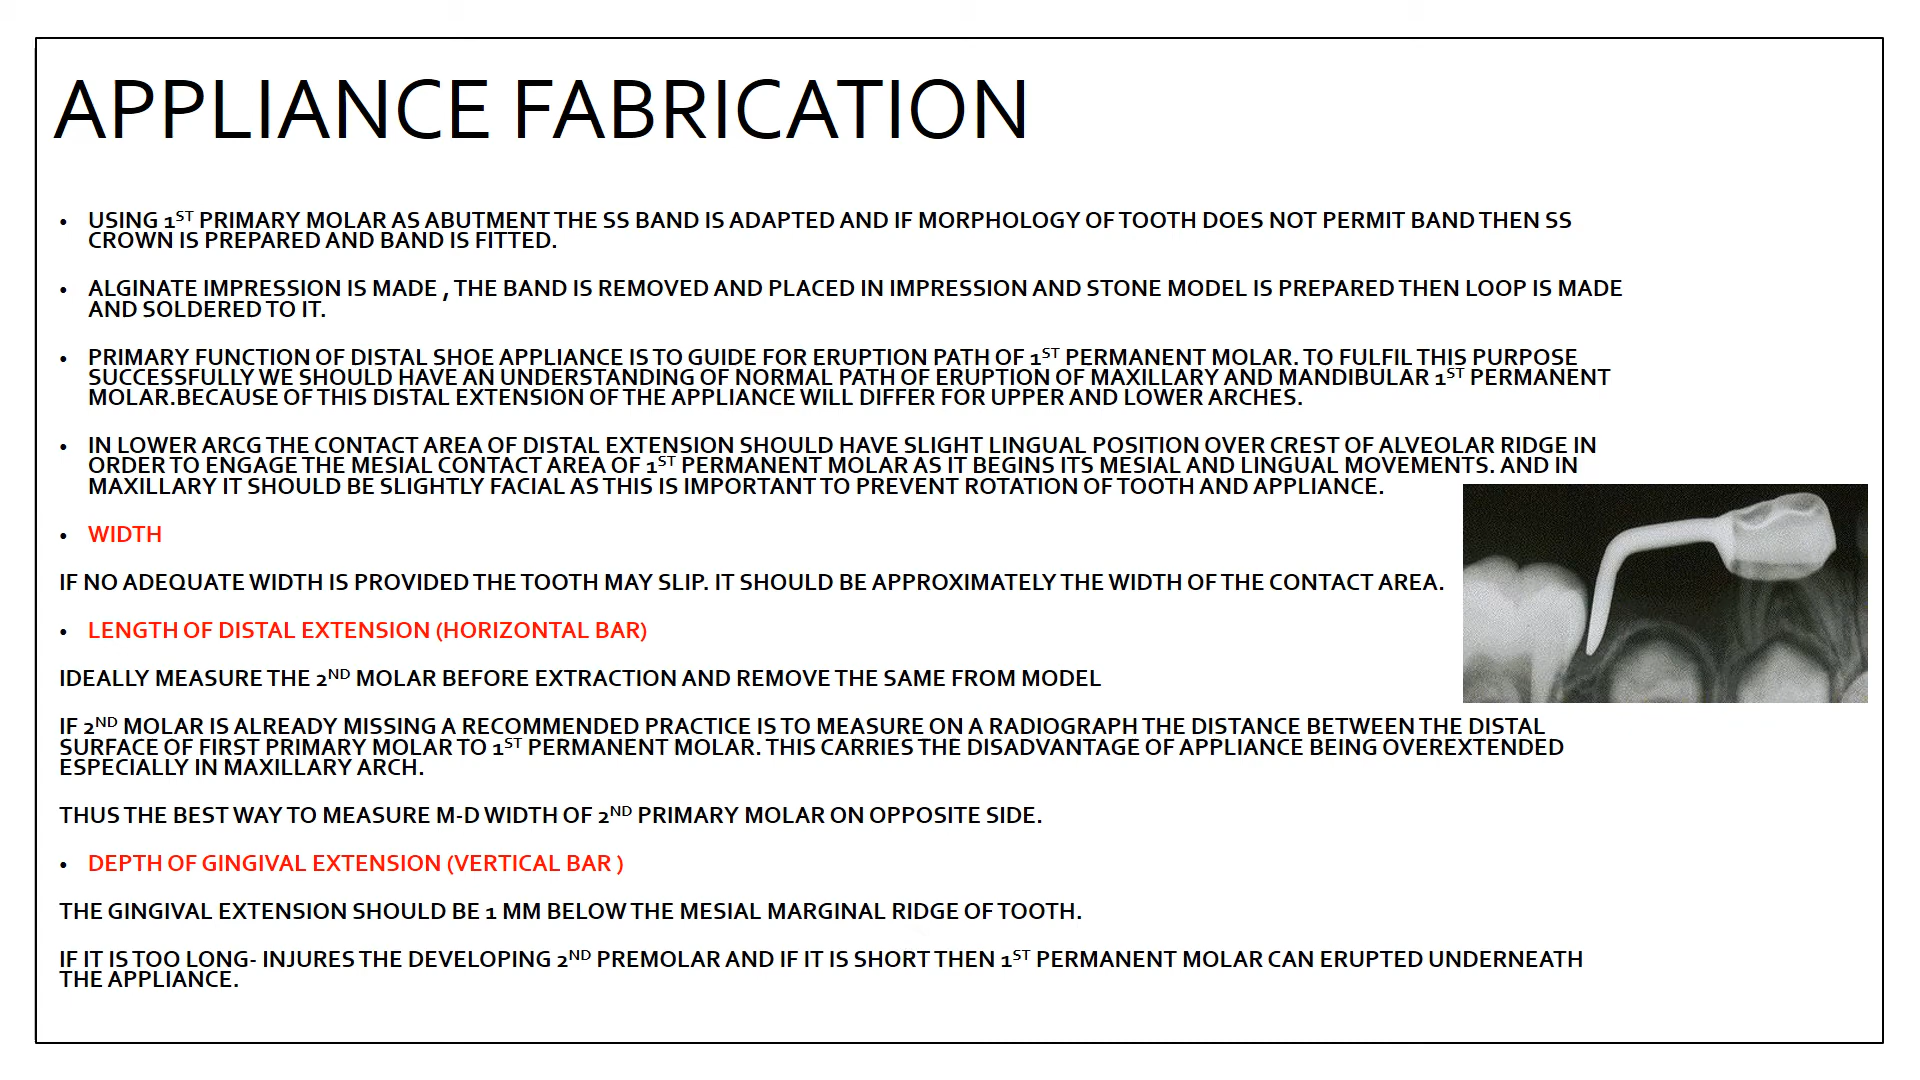 APPLIANCE FABRICATION
• USING 1ST PRIMARY MOLAR AS ABUTMENT THE SS BAND IS ADAPTED AND IF MORPHOLOGY OF TOOTH DOES NOT PERMIT BAND THEN SS
CROWN IS PREPARED AND BAND IS FITTED.
• ALGINATE IMPRESSION IS MADE , THE BAND IS REMOVED AND PLACED IN IMPRESSION AND STONE MODEL IS PREPARED THEN LOOP IS MADE
AND SOLDERED TO IT.
• PRIMARY FUNCTION OF DISTAL SHOE APPLIANCE IS TO GUIDE FOR ERUPTION PATH OF 1ST PERMANENT MOLAR. TO FULFIL THIS PURPOSE
SUCCESSFULLY WE SHOULD HAVE AN UNDERSTANDING OF NORMAL PATH OF ERUPTION OF MAXILLARY AND MANDIBULAR 1ST PERMANENT
MOLAR.BECAUSE OF THIS DISTAL EXTENSION OF THE APPLIANCE WILL DIFFER FOR UPPER AND LOWER ARCHES.
• IN LOWER ARCG THE CONTACT AREA OF DISTAL EXTENSION SHOULD HAVE SLIGHT LINGUAL POSITION OVER CREST OF ALVEOLAR RIDGE IN
ORDER TO ENGAGE THE MESIAL CONTACT AREA OF 1ST PERMANENT MOLAR AS IT BEGINS ITS MESIAL AND LINGUAL MOVEMENTS. AND IN
MAXILLARY IT SHOULD BE SLIGHTLY FACIAL AS THIS IS IMPORTANT TO PREVENT ROTATION OF TOOTH AND APPLIANCE.
• WIDTH
IF NO ADEQUATE WIDTH IS PROVIDED THE TOOTH MAY SLIP. IT SHOULD BE APPROXIMATELY THE WIDTH OF THE CONTACT AREA.
• LENGTH OF DISTAL EXTENSION (HORIZONTAL BAR)
IDEALLY MEASURE THE 2ND MOLAR BEFORE EXTRACTION AND REMOVE THE SAME FROM MODEL
IF 2ND MOLAR IS ALREADY MISSING A RECOMMENDED PRACTICE IS TO MEASURE ON A RADIOGRAPH THE DISTANCE BETWEEN THE DISTAL
SURFACE OF FIRST PRIMARY MOLAR TO 1ST PERMANENT MOLAR. THIS CARRIES THE DISADVANTAGE OF APPLIANCE BEING OVEREXTENDED
ESPECIALLY IN MAXILLARY ARCH.
THUS THE BEST WAY TO MEASURE M-D WIDTH OF 2ND PRIMARY MOLAR ON OPPOSITE SIDE.
• DEPTH OF GINGIVAL EXTENSION (VERTICAL BAR )
THE GINGIVAL EXTENSION SHOULD BE 1 MM BELOW THE MESIAL MARGINAL RIDGE OF TOOTH.
IF IT IS TOO LONG- INJURES THE DEVELOPING 2ND PREMOLAR AND IF IT IS SHORT THEN 1ST PERMANENT MOLAR CAN ERUPTED UNDERNEATH
THE APPLIANCE.